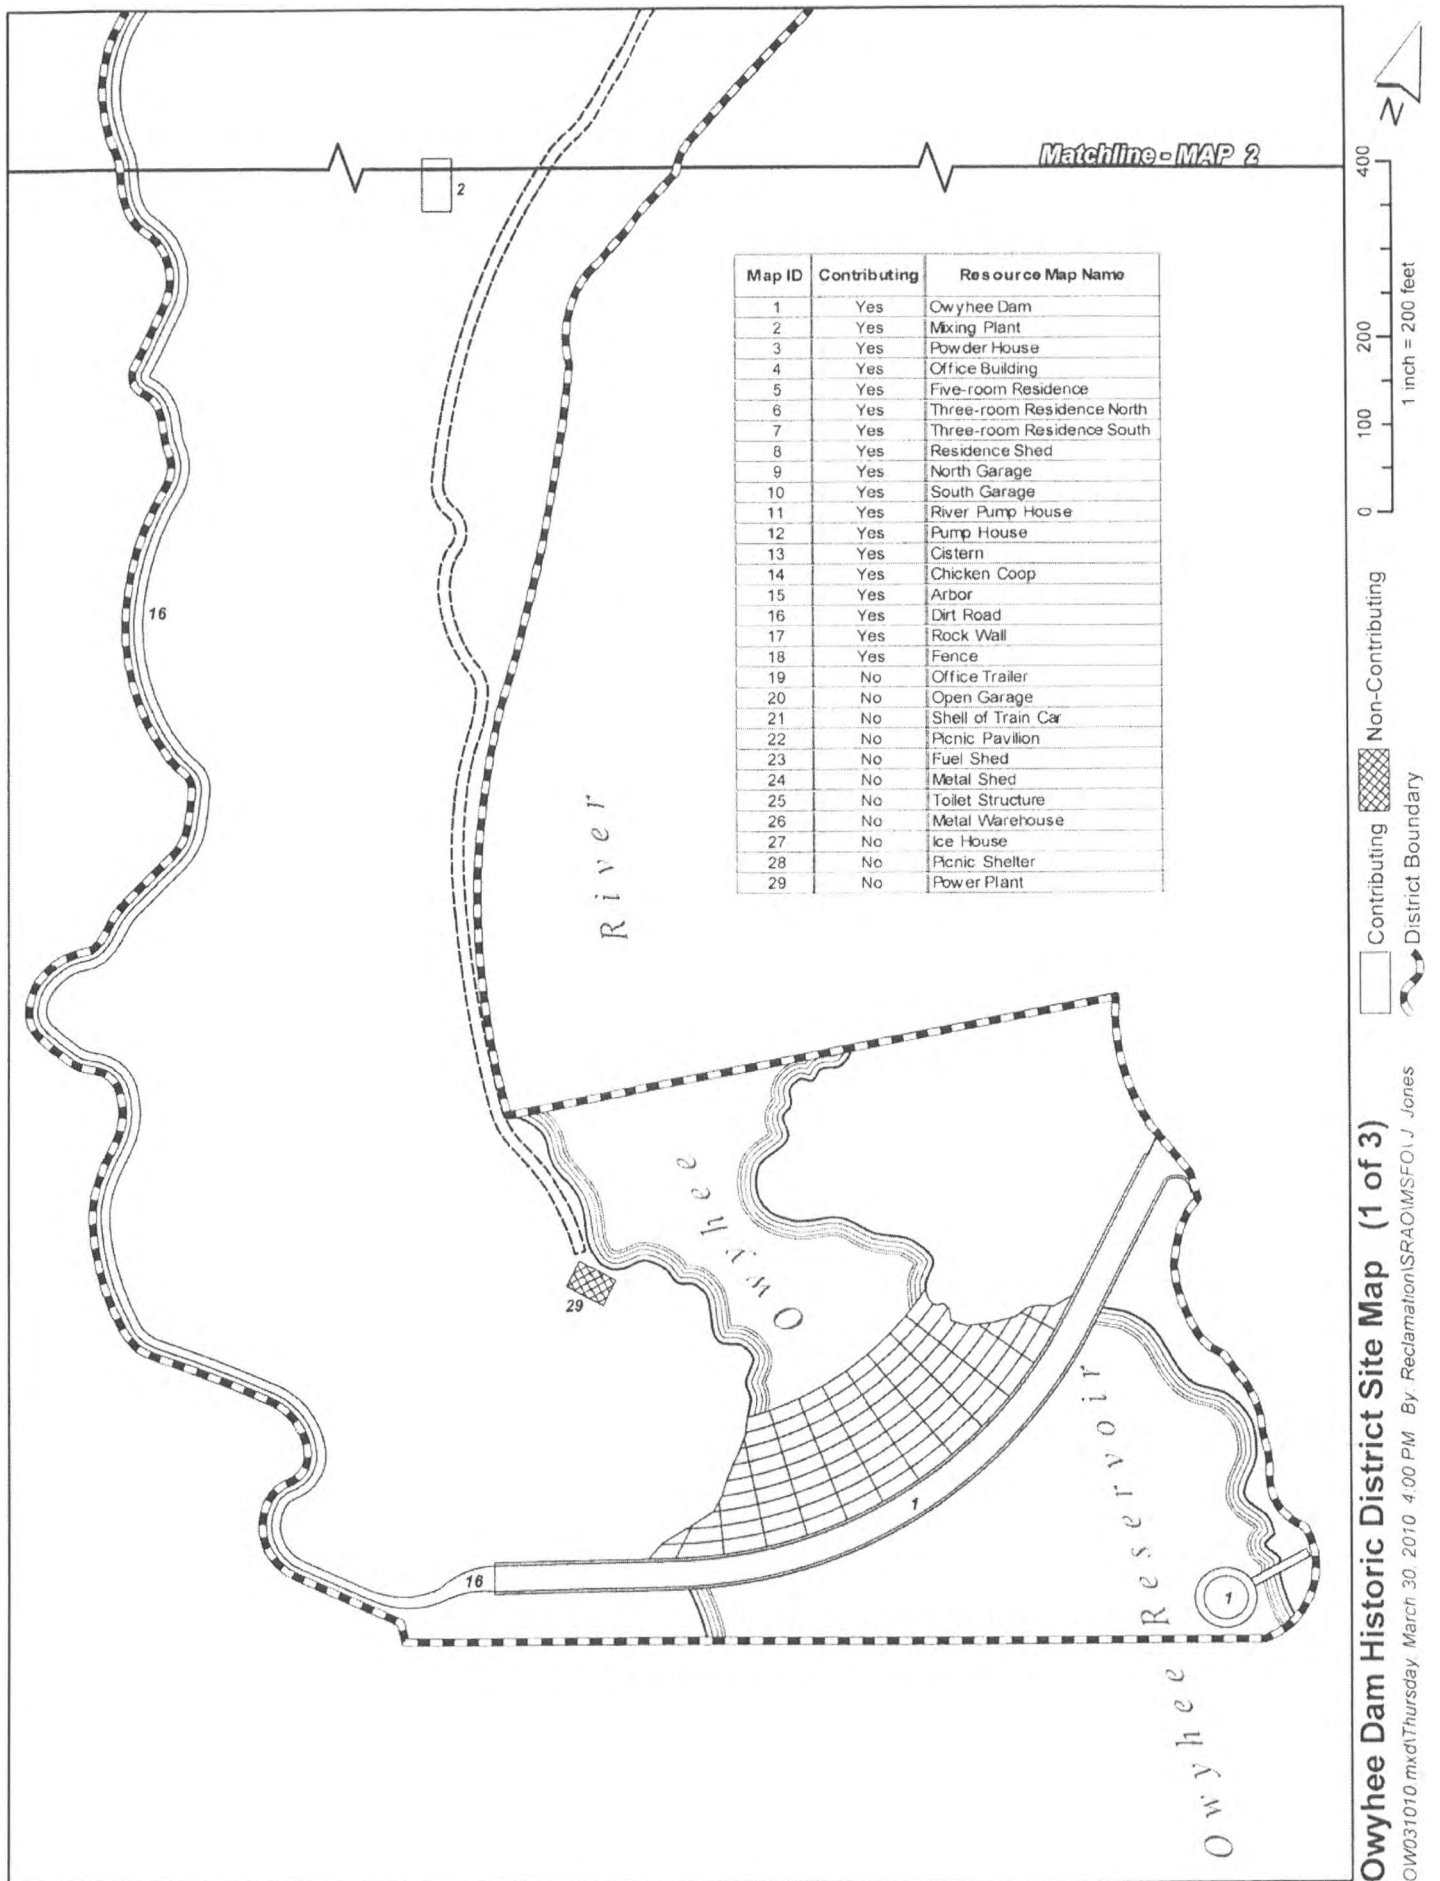 Matchline - MAP 2
2
Map ID Contributing Resource Map Name
1 Yes Owyhee Dam
2 Yes Mixing Plant
3 Yes Powder House
4 Yes Office Building
5 Yes Five-room Residence
6 Yes Three-room Residence North
7 Yes Three-room Residence South
8 Yes Residence Shed
9 Yes North Garage
10 Yes South Garage
11 Yes River Pump House
12 Yes Pump House
13 Yes Cistern
14 Yes Chicken Coop
15 Yes Arbor
16 Yes Dirt Road
17 Yes Rock Wall
18 Yes Fence
19 No Office Trailer
20 No Open Garage
21 No Shell of Train Car
22 No Picnic Pavilion
23 No Fuel Shed
24 No Metal Shed
25 No Toilet Structure
26 No Metal Warehouse
27 No Ice House
28 No Picnic Shelter
29 No Power Plant
16
Owyhee River
29
1
16
1
Owyhee Reservoir
Owyhee Dam Historic District Site Map (1 of 3)
OW031010.mxd\Thursday, March 30, 2010 4:00 PM By: Reclamation\SRAO\MSFO\J Jones
Contributing Non-Contributing
District Boundary
0 100 200 400
1 inch = 200 feet
N